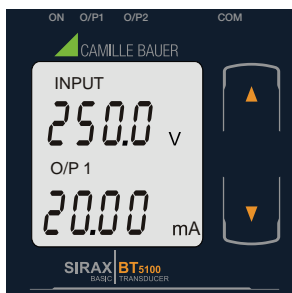 ON O/P1 O/P2 COM
CAMILLE BAUER
INPUT
250.0 V
O/P 1
20.00 mA
SIRAX BT5100
BASIC TRANSDUCER